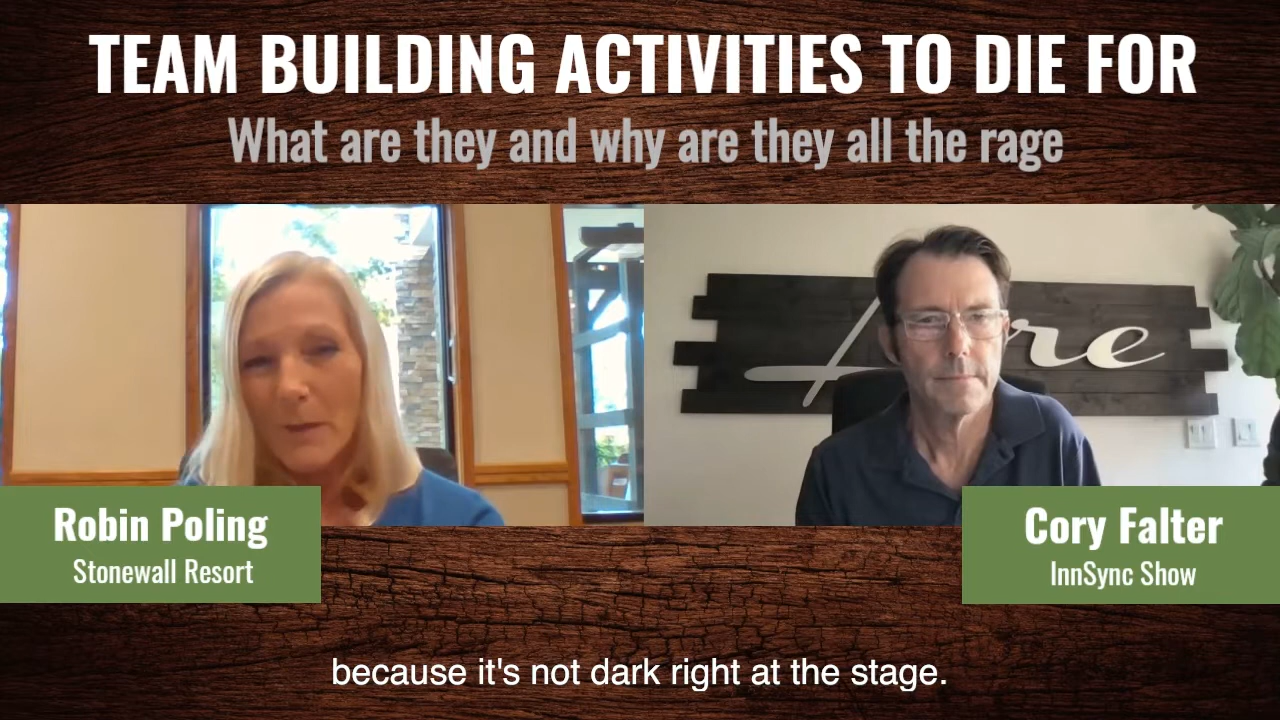 TEAM BUILDING ACTIVITIES TO DIE FOR
What are they and why are they all the rage
Robin Poling
Stonewall Resort
Cory Falter
InnSync Show
because it's not dark right at the stage.